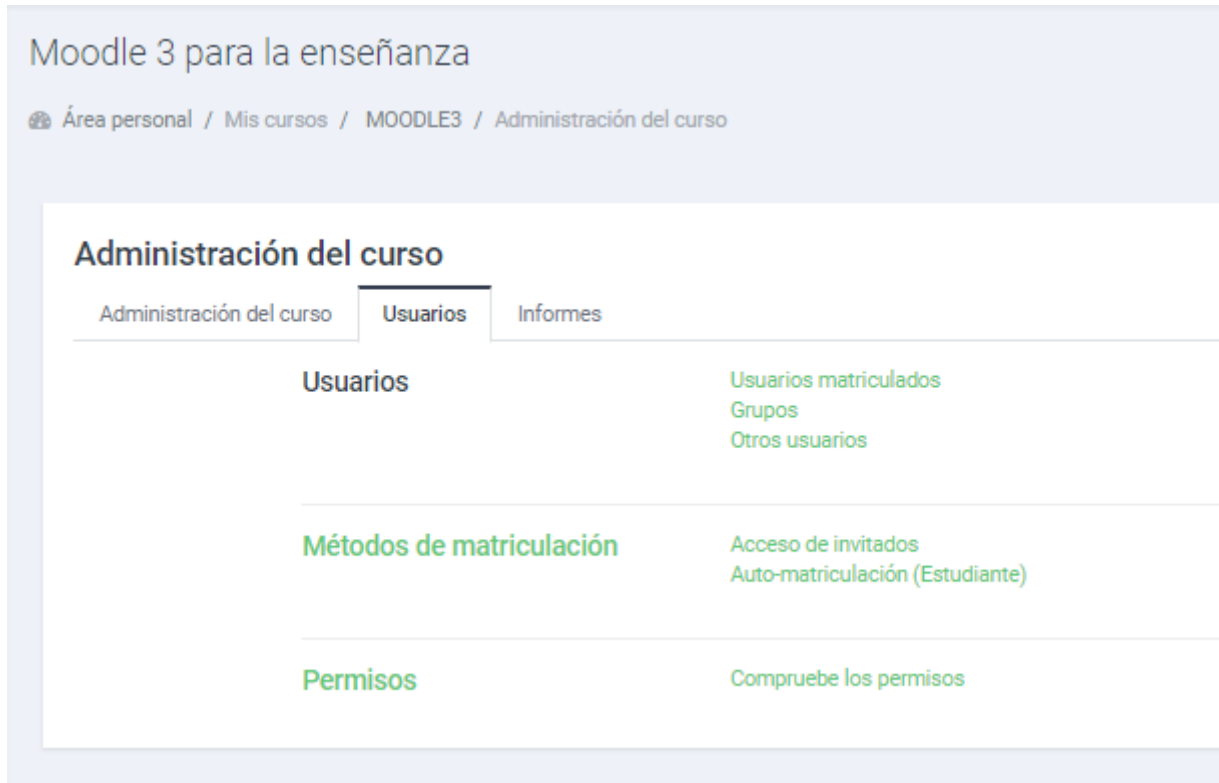 Moodle 3 para la enseñanza
Área personal / Mis cursos / MOODLE3 / Administración del curso
Administración del curso
Administración del curso Usuarios Informes
Usuarios
Usuarios matriculados
Grupos
Otros usuarios
Métodos de matriculación
Acceso de invitados
Auto-matriculación (Estudiante)
Permisos
Compruebe los permisos